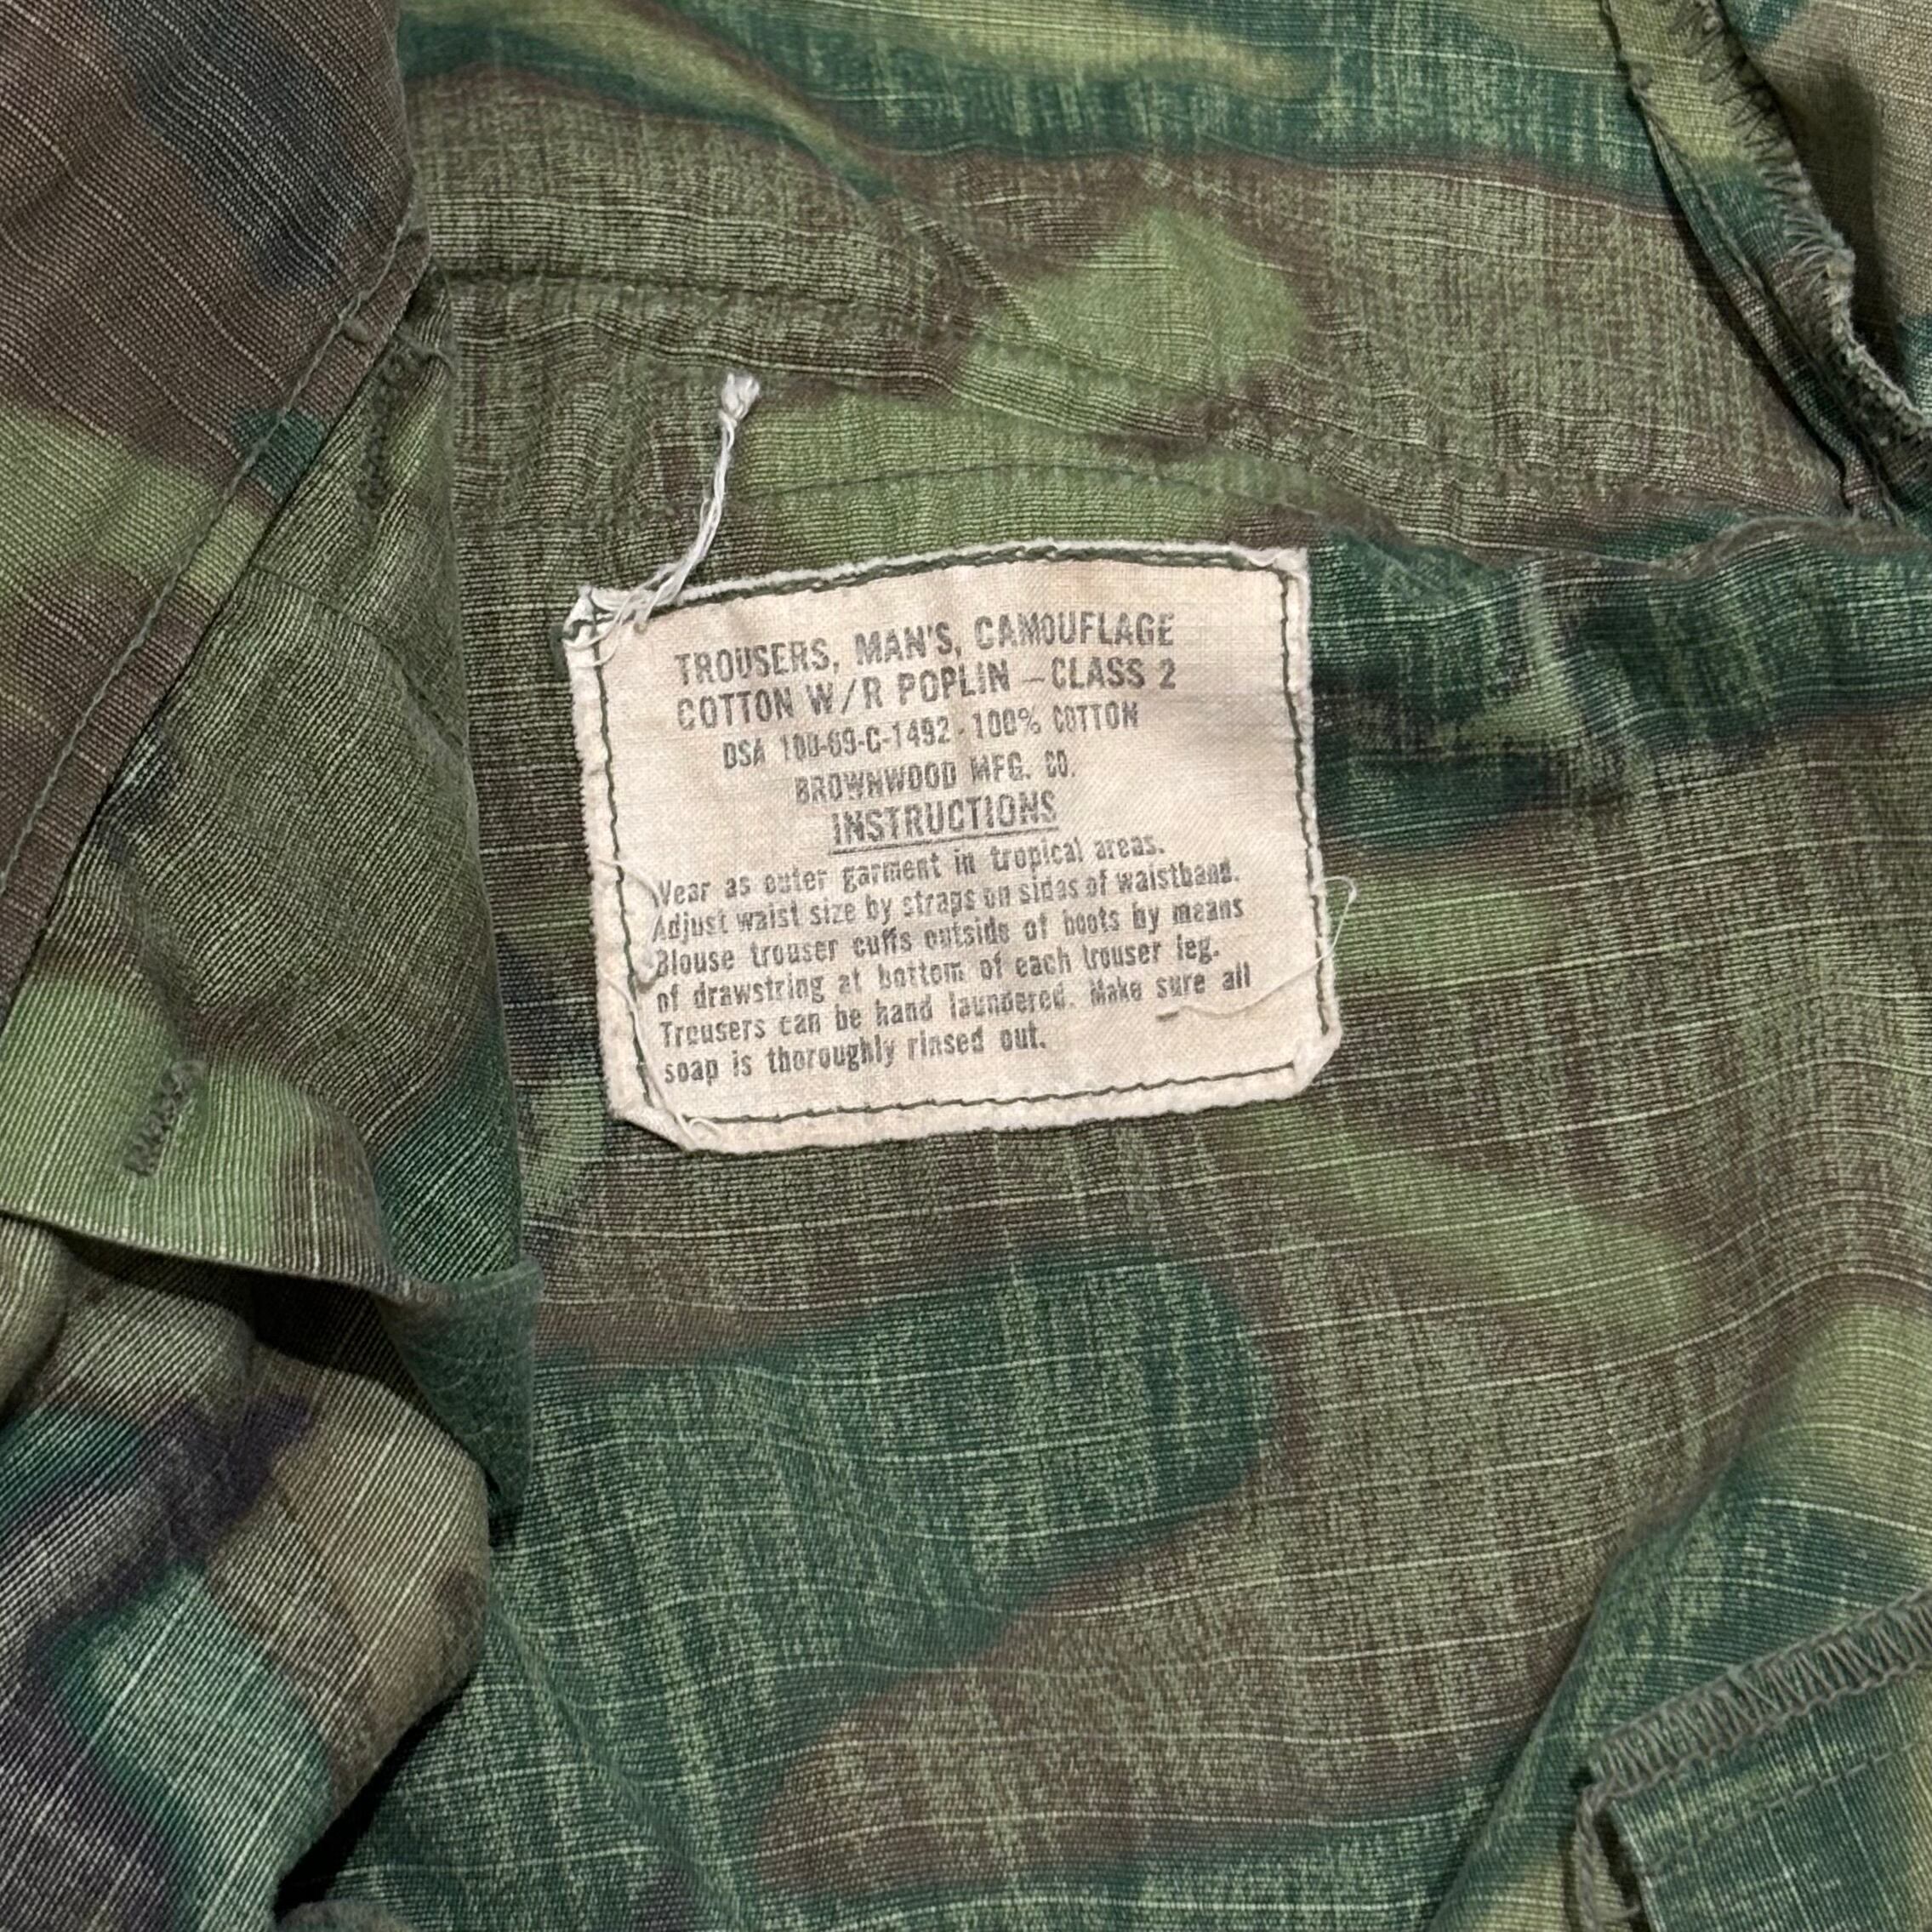 TROUSERS, MAN'S, CAMOUFLAGE
COTTON W/R POPLIN - CLASS 2
DSA 100-69-C-1492 - 100% COTTON
BROWNWOOD MFG. CO.
INSTRUCTIONS
Wear as outer garment in tropical areas.
Adjust waist size by straps on sides of waistband.
Blouse trouser cuffs outside of boots by means
of drawstring at bottom of each trouser leg.
Trousers can be hand laundered. Make sure all
soap is thoroughly rinsed out.